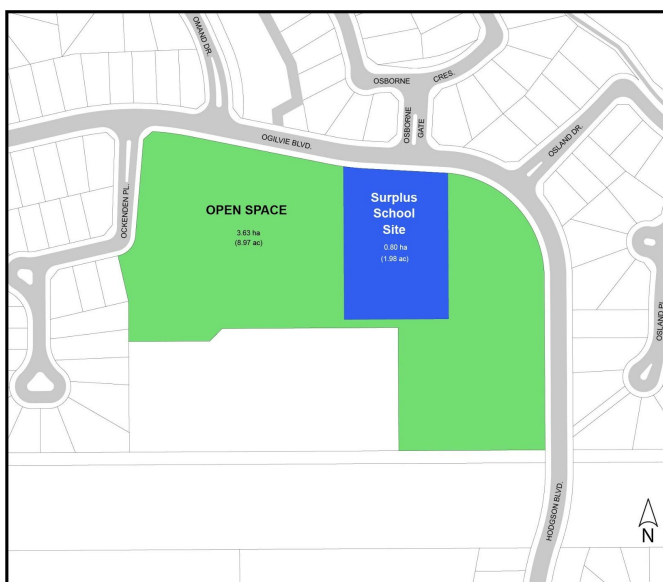 OMAND DR.
OSBORNE
CRES.
OSBORNE
GATE
OGILVIE BLVD.
OSLAND DR.
OCKENDEN PL.
OPEN SPACE
3.63 ha
(8.97 ac)
Surplus
School
Site
0.80 ha
(1.98 ac)
OSLAND PL.
HODGSON BLVD.
N